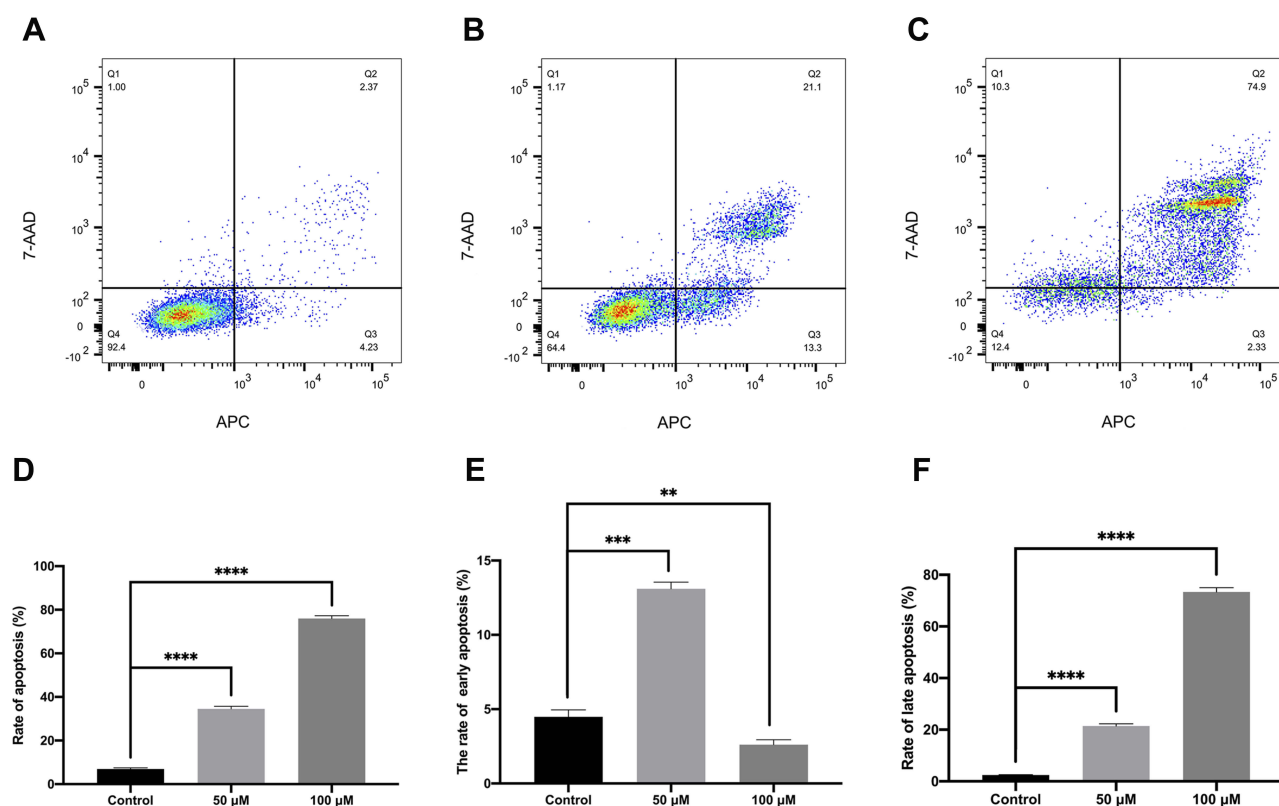 A
B
C
Q1
1.00
Q2
2.37
Q4
92.4
Q3
4.23
10^5
10^4
10^3
10^2
0
-10^2
7-AAD
0
10^3
10^4
10^5
APC
Q1
1.17
Q2
21.1
Q4
64.4
Q3
13.3
10^5
10^4
10^3
10^2
0
-10^2
7-AAD
0
10^3
10^4
10^5
APC
Q1
10.3
Q2
74.9
Q4
12.4
Q3
2.33
10^5
10^4
10^3
10^2
0
-10^2
7-AAD
0
10^3
10^4
10^5
APC
D
E
F
Rate of apoptosis (%)
100
80
60
40
20
0
****
****
Control
50 μM
100 μM
The rate of early apoptosis (%)
15
10
5
0
**
***
Control
50 μM
100 μM
Rate of late apoptosis (%)
80
60
40
20
0
****
****
Control
50 μM
100 μM